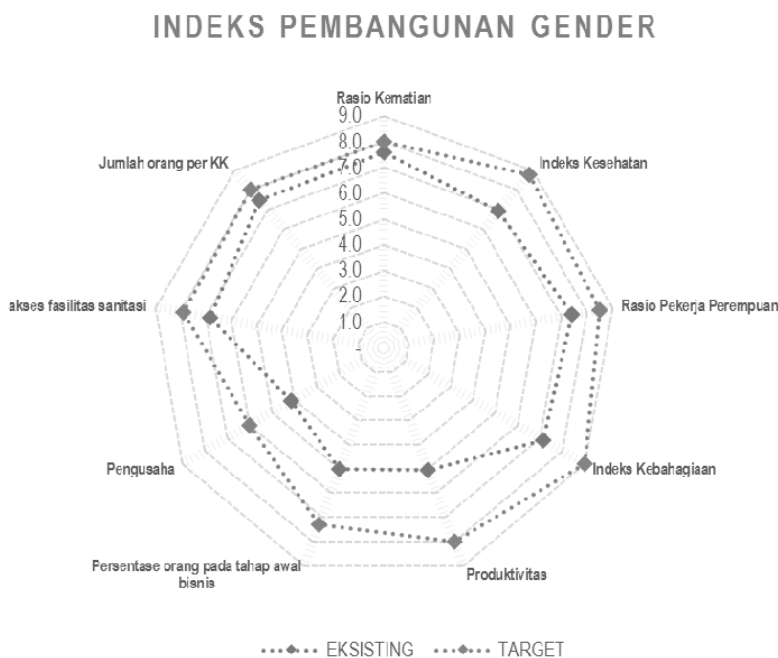 INDEKS PEMBANGUNAN GENDER
Rasio Kematian
9.0
8.0
7.0
6.0
5.0
4.0
3.0
2.0
1.0
-
Indeks Kesehatan
Rasio Pekerja Perempuan
Indeks Kebahagiaan
Produktivitas
Persentase orang pada tahap awal
bisnis
Pengusaha
akses fasilitas sanitasi
Jumlah orang per KK
EKSISTING TARGET